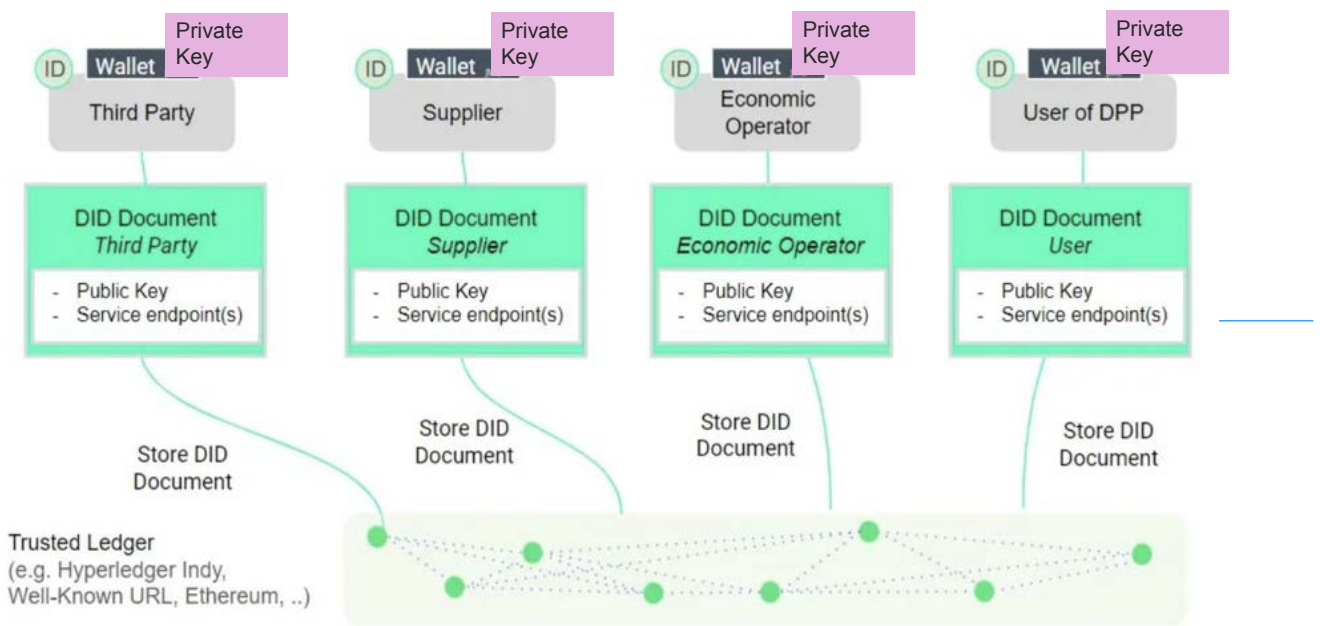 Private
Key
ID
Wallet
Third Party
Private
Key
ID
Wallet
Supplier
Private
Key
ID
Wallet
Economic
Operator
Private
Key
ID
Wallet
User of DPP
DID Document
Third Party
- Public Key
- Service endpoint(s)
DID Document
Supplier
- Public Key
- Service endpoint(s)
DID Document
Economic Operator
- Public Key
- Service endpoint(s)
DID Document
User
- Public Key
- Service endpoint(s)
Store DID
Document
Store DID
Document
Store DID
Document
Store DID
Document
Trusted Ledger
(e.g. Hyperledger Indy,
Well-Known URL, Ethereum, ..)